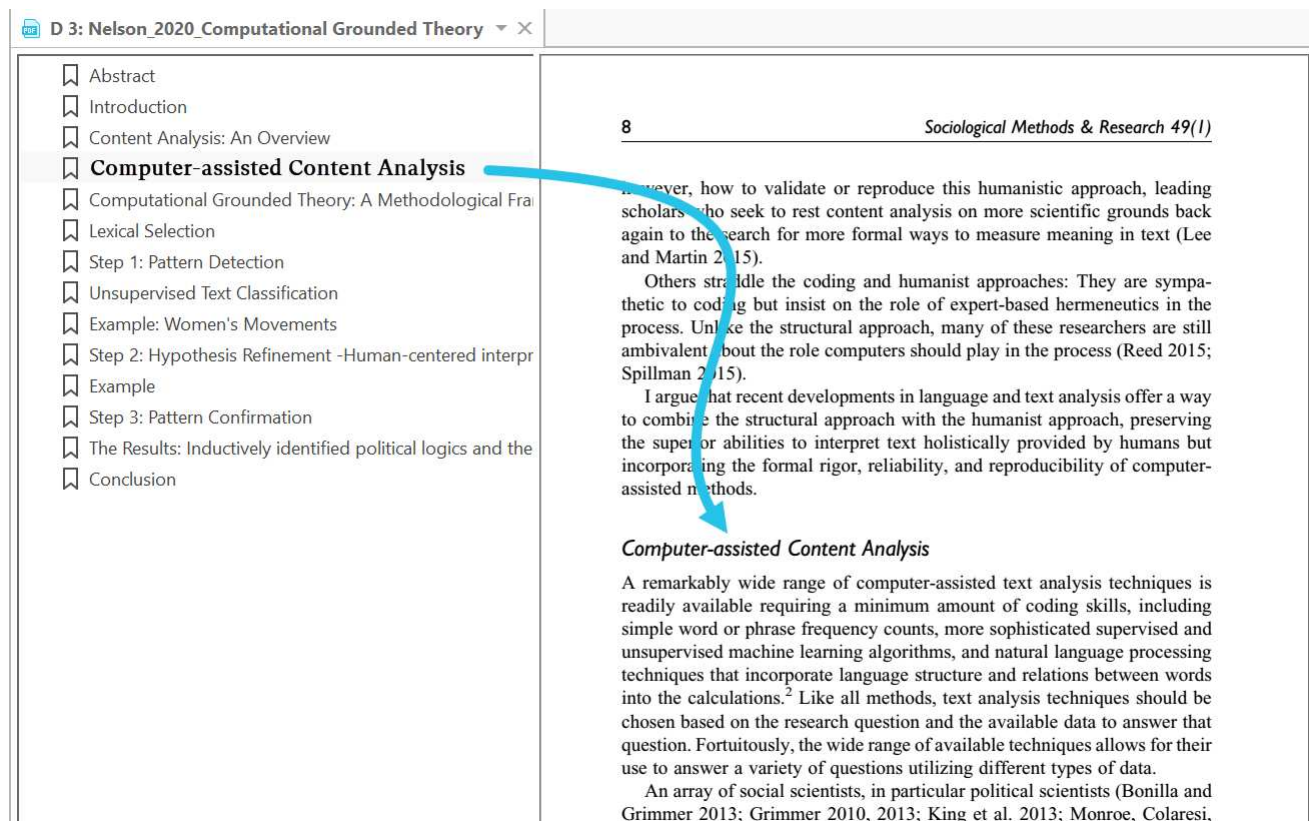 D 3: Nelson_2020_Computational Grounded Theory
Abstract
Introduction
Content Analysis: An Overview
Computer-assisted Content Analysis
Computational Grounded Theory: A Methodological Fra
Lexical Selection
Step 1: Pattern Detection
Unsupervised Text Classification
Example: Women's Movements
Step 2: Hypothesis Refinement -Human-centered interpr
Example
Step 3: Pattern Confirmation
The Results: Inductively identified political logics and the
Conclusion
8 Sociological Methods & Research 49(1)
however, how to validate or reproduce this humanistic approach, leading
scholars who seek to rest content analysis on more scientific grounds back
again to the search for more formal ways to measure meaning in text (Lee
and Martin 2015).
Others straddle the coding and humanist approaches: They are sympa-
thetic to coding but insist on the role of expert-based hermeneutics in the
process. Unlike the structural approach, many of these researchers are still
ambivalent about the role computers should play in the process (Reed 2015;
Spillman 2015).
I argue that recent developments in language and text analysis offer a way
to combine the structural approach with the humanist approach, preserving
the superior abilities to interpret text holistically provided by humans but
incorporating the formal rigor, reliability, and reproducibility of computer-
assisted methods.
Computer-assisted Content Analysis
A remarkably wide range of computer-assisted text analysis techniques is
readily available requiring a minimum amount of coding skills, including
simple word or phrase frequency counts, more sophisticated supervised and
unsupervised machine learning algorithms, and natural language processing
techniques that incorporate language structure and relations between words
into the calculations.2 Like all methods, text analysis techniques should be
chosen based on the research question and the available data to answer that
question. Fortuitously, the wide range of available techniques allows for their
use to answer a variety of questions utilizing different types of data.
An array of social scientists, in particular political scientists (Bonilla and
Grimmer 2013; Grimmer 2010, 2013; King et al. 2013; Monroe, Colaresi,